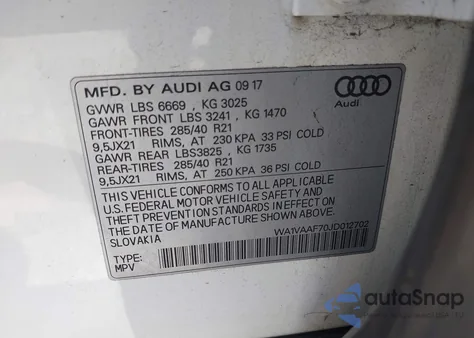 MFD. BY AUDI AG 09 17
GVWR LBS 6669 , KG 3025
GAWR FRONT LBS 3241 , KG 1470
FRONT-TIRES 285/40 R21
9,5JX21 RIMS, AT 230 KPA 33 PSI COLD
GAWR REAR LBS3825 , KG 1735
REAR-TIRES 285/40 R21
9,5JX21 RIMS, AT 250 KPA 36 PSI COLD
THIS VEHICLE CONFORMS TO ALL APPLICABLE
U.S. FEDERAL MOTOR VEHICLE SAFETY AND
THEFT PREVENTION STANDARDS IN EFFECT ON
THE DATE OF MANUFACTURE SHOWN ABOVE.
SLOVAKIA
WA1VAAF70JD012702
TYPE:
MPV
Audi
autoSnap